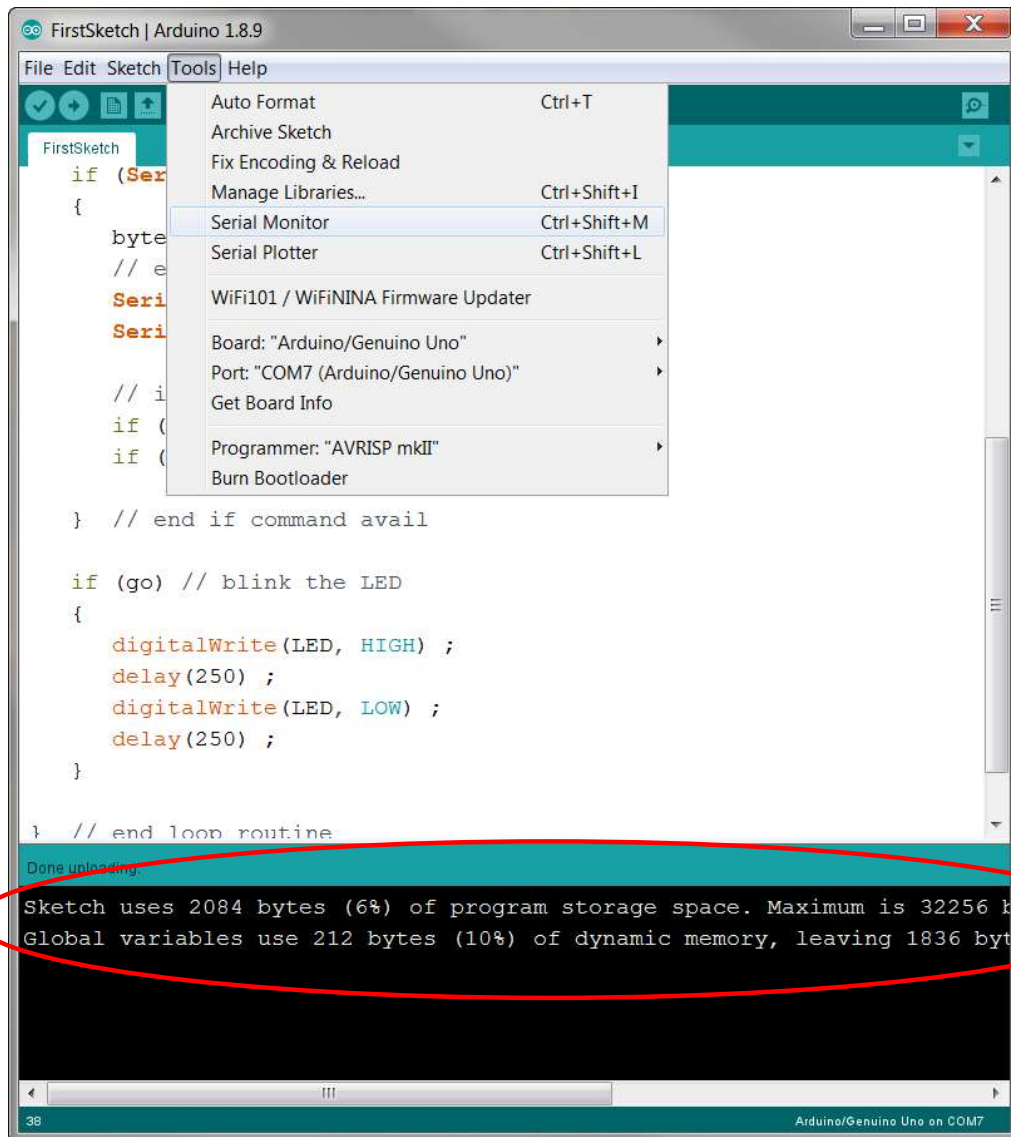 FirstSketch | Arduino 1.8.9
File Edit Sketch Tools Help
FirstSketch
Auto Format Ctrl+T
Archive Sketch
Fix Encoding & Reload
Manage Libraries... Ctrl+Shift+I
Serial Monitor Ctrl+Shift+M
Serial Plotter Ctrl+Shift+L
WiFi101 / WiFiNINA Firmware Updater
Board: "Arduino/Genuino Uno"
Port: "COM7 (Arduino/Genuino Uno)"
Get Board Info
Programmer: "AVRISP mkII"
Burn Bootloader
if (Ser
{
byte
// e
Seri
Seri
// i
if (
if (
} // end if command avail
if (go) // blink the LED
{
digitalWrite(LED, HIGH) ;
delay(250) ;
digitalWrite(LED, LOW) ;
delay(250) ;
}
} // end loop routine
Done uploading.
Sketch uses 2084 bytes (6%) of program storage space. Maximum is 32256 b
Global variables use 212 bytes (10%) of dynamic memory, leaving 1836 byt
38 Arduino/Genuino Uno on COM7